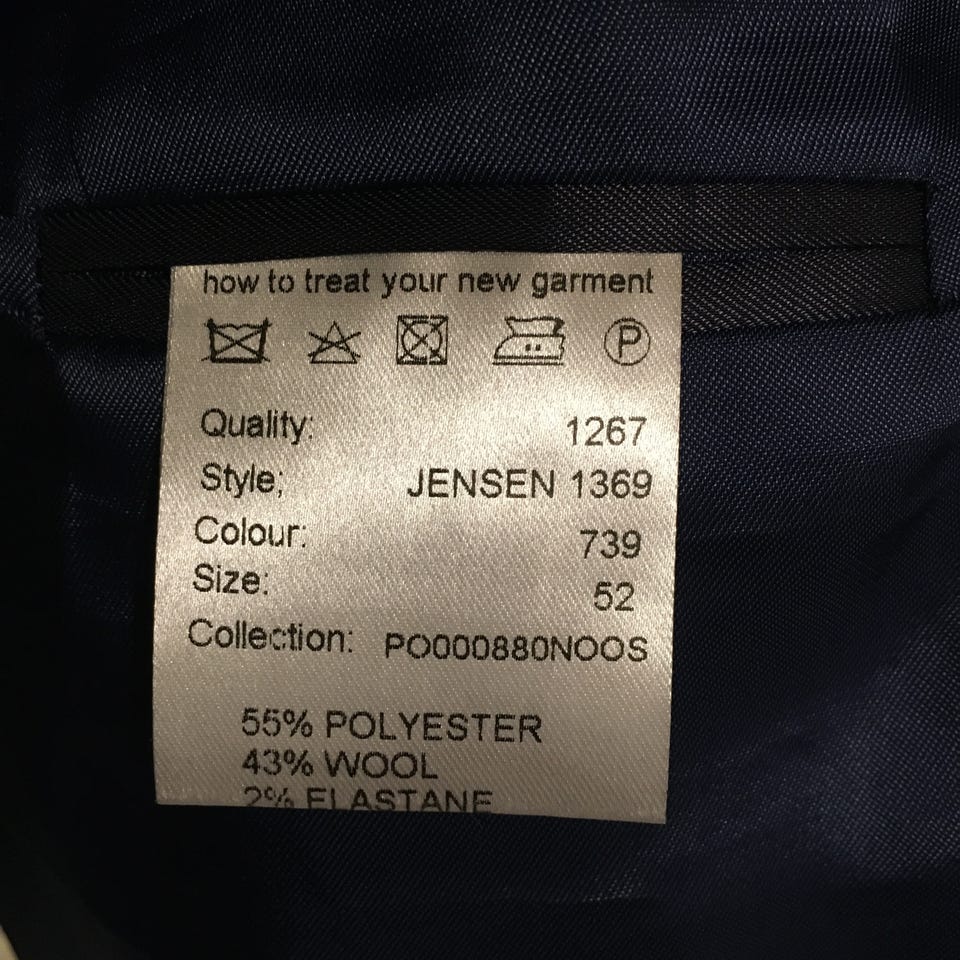 how to treat your new garment
P
Quality: 1267
Style; JENSEN 1369
Colour: 739
Size: 52
Collection: PO000880NOOS
55% POLYESTER
43% WOOL
2% ELASTANE